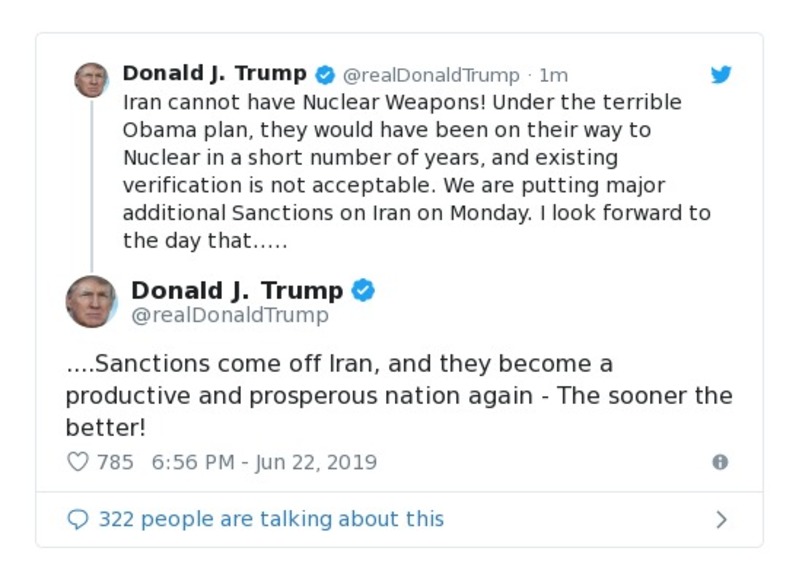 Donald J. Trump @realDonaldTrump · 1m
Iran cannot have Nuclear Weapons! Under the terrible
Obama plan, they would have been on their way to
Nuclear in a short number of years, and existing
verification is not acceptable. We are putting major
additional Sanctions on Iran on Monday. I look forward to
the day that.....
Donald J. Trump
@realDonaldTrump
....Sanctions come off Iran, and they become a
productive and prosperous nation again - The sooner the
better!
785 6:56 PM - Jun 22, 2019
322 people are talking about this